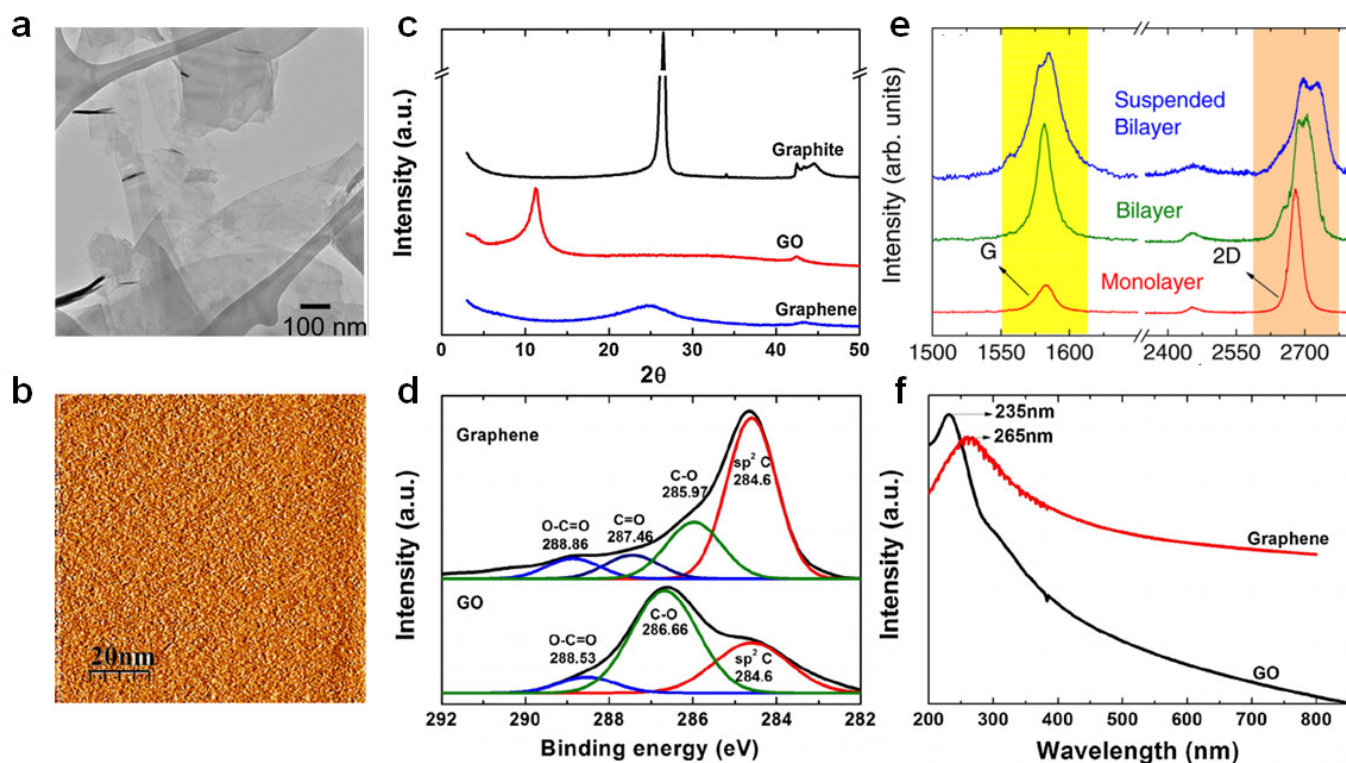 a
100 nm
b
20nm
c
Intensity (a.u.)
Graphite
GO
Graphene
0 10 20 30 40 50
2θ
d
Intensity (a.u.)
Graphene
sp² C
284.6
C-O
285.97
C=O
287.46
O-C=O
288.86
GO
C-O
286.66
O-C=O
288.53
sp² C
284.6
292 290 288 286 284 282
Binding energy (eV)
e
Intensity (arb. units)
Suspended
Bilayer
Bilayer
G
2D
Monolayer
1500 1550 1600 2400 2550 2700
f
Intensity (a.u.)
235nm
265nm
Graphene
GO
200 300 400 500 600 700 800
Wavelength (nm)